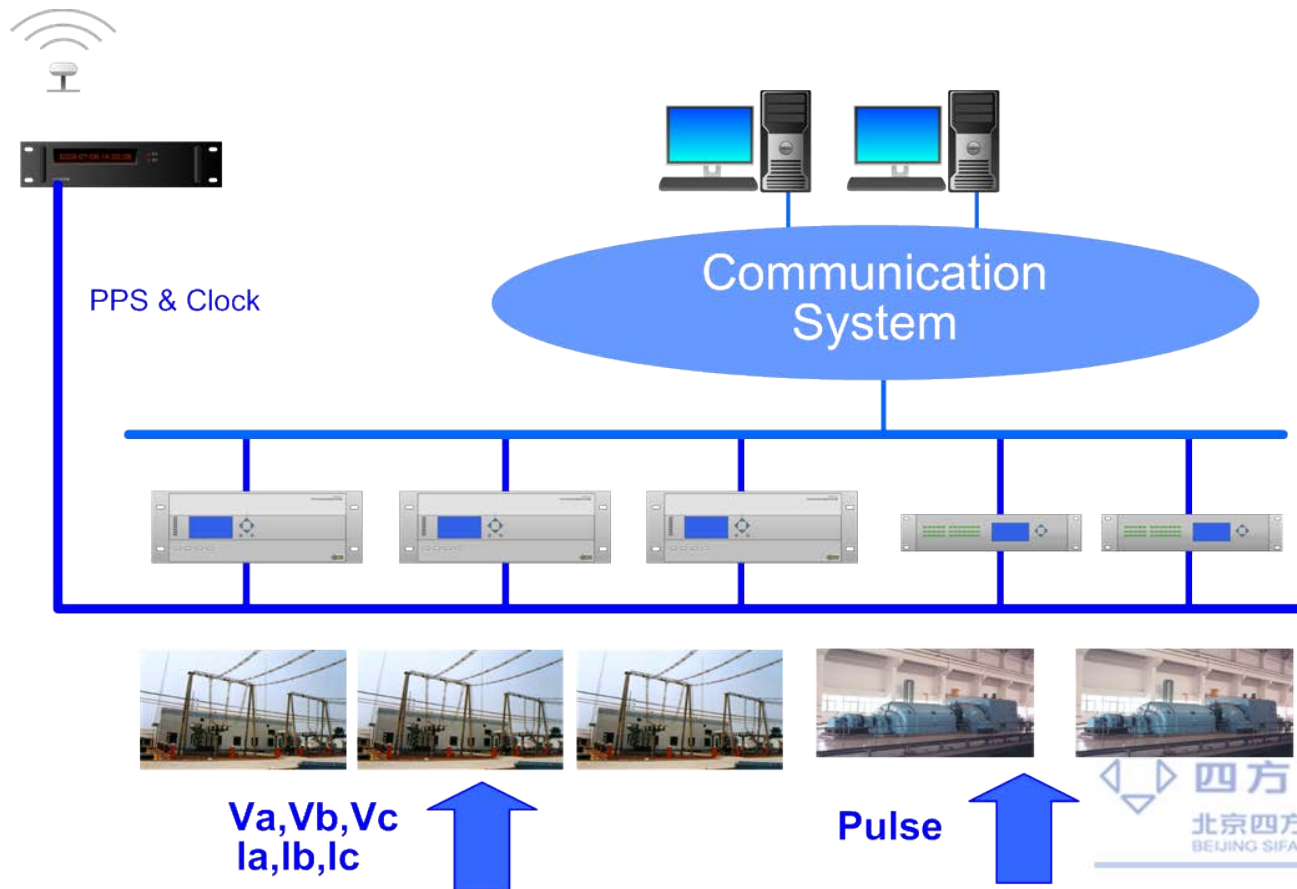 PPS & Clock
Communication
System
Va,Vb,Vc
Ia,Ib,Ic
Pulse
四方
北京四方
BEIJING SIFA